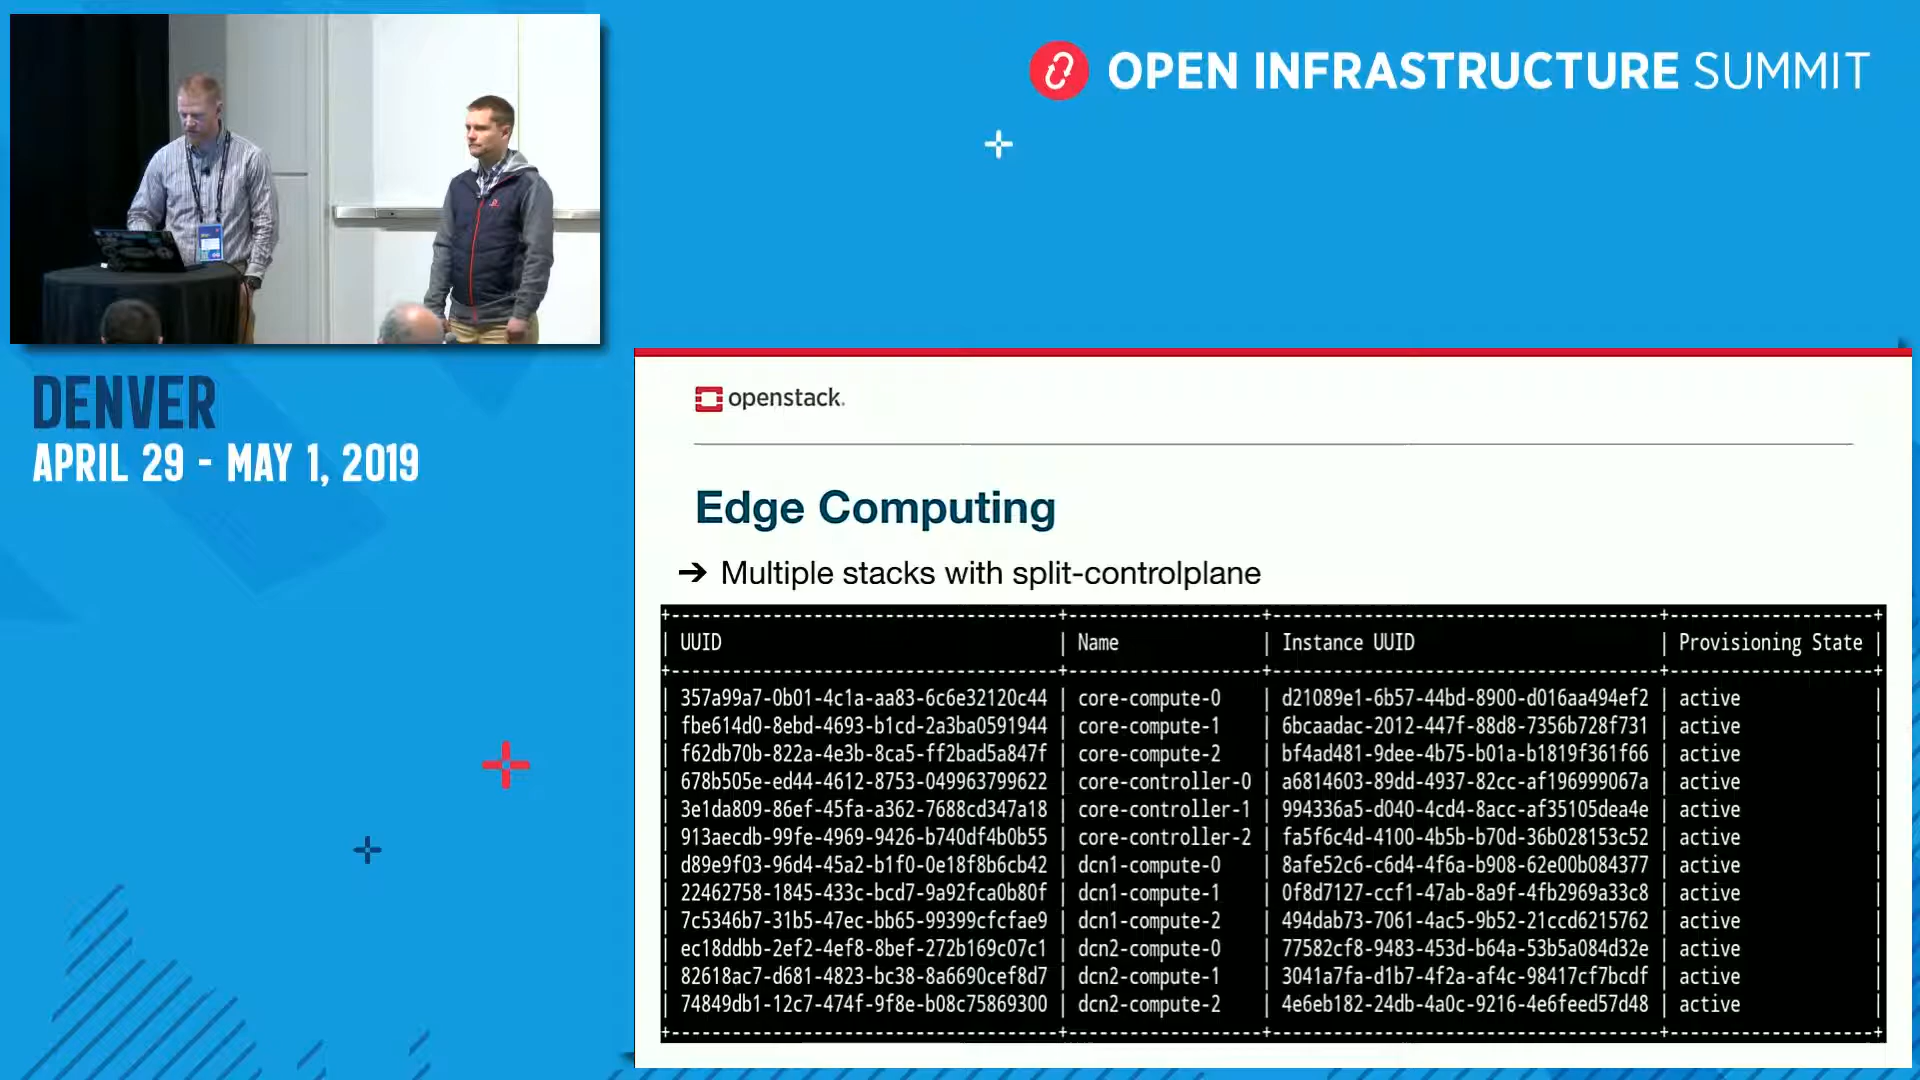 OPEN INFRASTRUCTURE SUMMIT
DENVER
APRIL 29 - MAY 1, 2019
openstack.
Edge Computing
➔ Multiple stacks with split-controlplane
+--------------------------------------+-------------------+--------------------------------------+--------------------+
| UUID | Name | Instance UUID | Provisioning State |
+--------------------------------------+-------------------+--------------------------------------+--------------------+
| 357a99a7-0b01-4c1a-aa83-6c6e32120c44 | core-compute-0 | d21089e1-6b57-44bd-8900-d016aa494ef2 | active |
| fbe614d0-8ebd-4693-b1cd-2a3ba0591944 | core-compute-1 | 6bcaadac-2012-447f-88d8-7356b728f731 | active |
| f62db70b-822a-4e3b-8ca5-ff2bad5a847f | core-compute-2 | bf4ad481-9dee-4b75-b01a-b1819f361f66 | active |
| 678b505e-ed44-4612-8753-049963799622 | core-controller-0 | a6814603-89dd-4937-82cc-af196999067a | active |
| 3e1da809-86ef-45fa-a362-7688cd347a18 | core-controller-1 | 994336a5-d040-4cd4-8acc-af35105dea4e | active |
| 913aecdb-99fe-4969-9426-b740df4b0b55 | core-controller-2 | fa5f6c4d-4100-4b5b-b70d-36b028153c52 | active |
| d89e9f03-96d4-45a2-b1f0-0e18f8b6cb42 | dcn1-compute-0 | 8afe52c6-c6d4-4f6a-b908-62e00b084377 | active |
| 22462758-1845-433c-bcd7-9a92fca0b80f | dcn1-compute-1 | 0f8d7127-ccf1-47ab-8a9f-4fb2969a33c8 | active |
| 7c5346b7-31b5-47ec-bb65-99399cfcfae9 | dcn1-compute-2 | 494dab73-7061-4ac5-9b52-21ccd6215762 | active |
| ec18ddbb-2ef2-4ef8-8bef-272b169c07c1 | dcn2-compute-0 | 77582cf8-9483-453d-b64a-53b5a084d32e | active |
| 82618ac7-d681-4823-bc38-8a6690cef8d7 | dcn2-compute-1 | 3041a7fa-d1b7-4f2a-af4c-98417cf7bcdf | active |
| 74849db1-12c7-474f-9f8e-b08c75869300 | dcn2-compute-2 | 4e6eb182-24db-4a0c-9216-4e6feed57d48 | active |
+--------------------------------------+-------------------+--------------------------------------+--------------------+